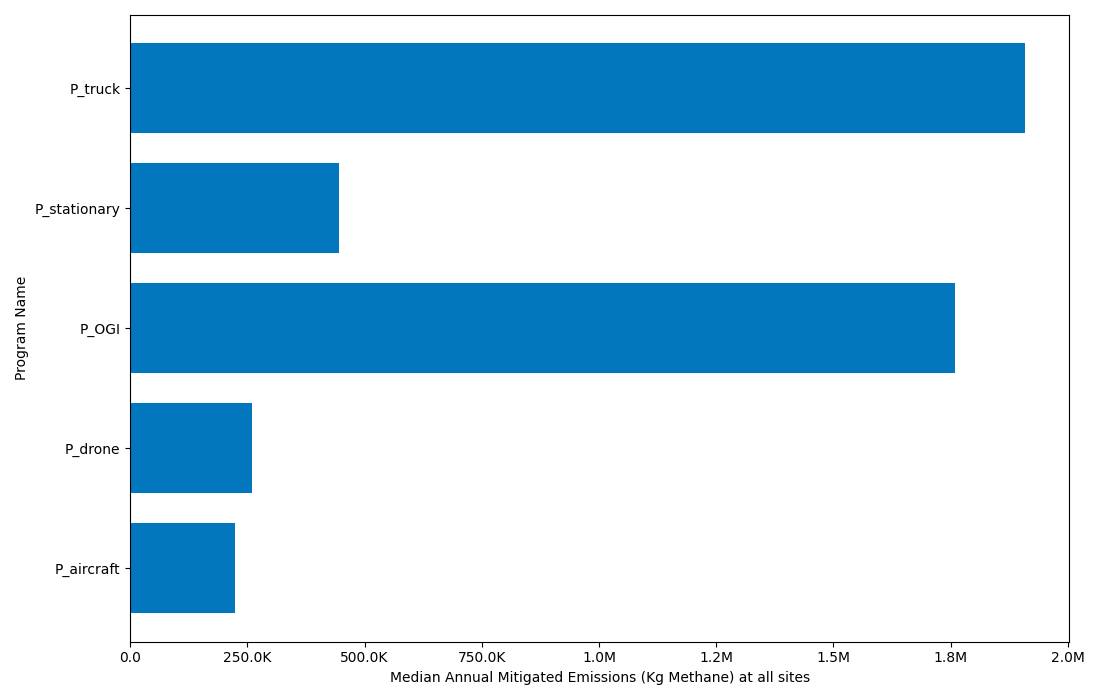 Program Name
P_truck
P_stationary
P_OGI
P_drone
P_aircraft
0.0 250.0K 500.0K 750.0K 1.0M 1.2M 1.5M 1.8M 2.0M
Median Annual Mitigated Emissions (Kg Methane) at all sites